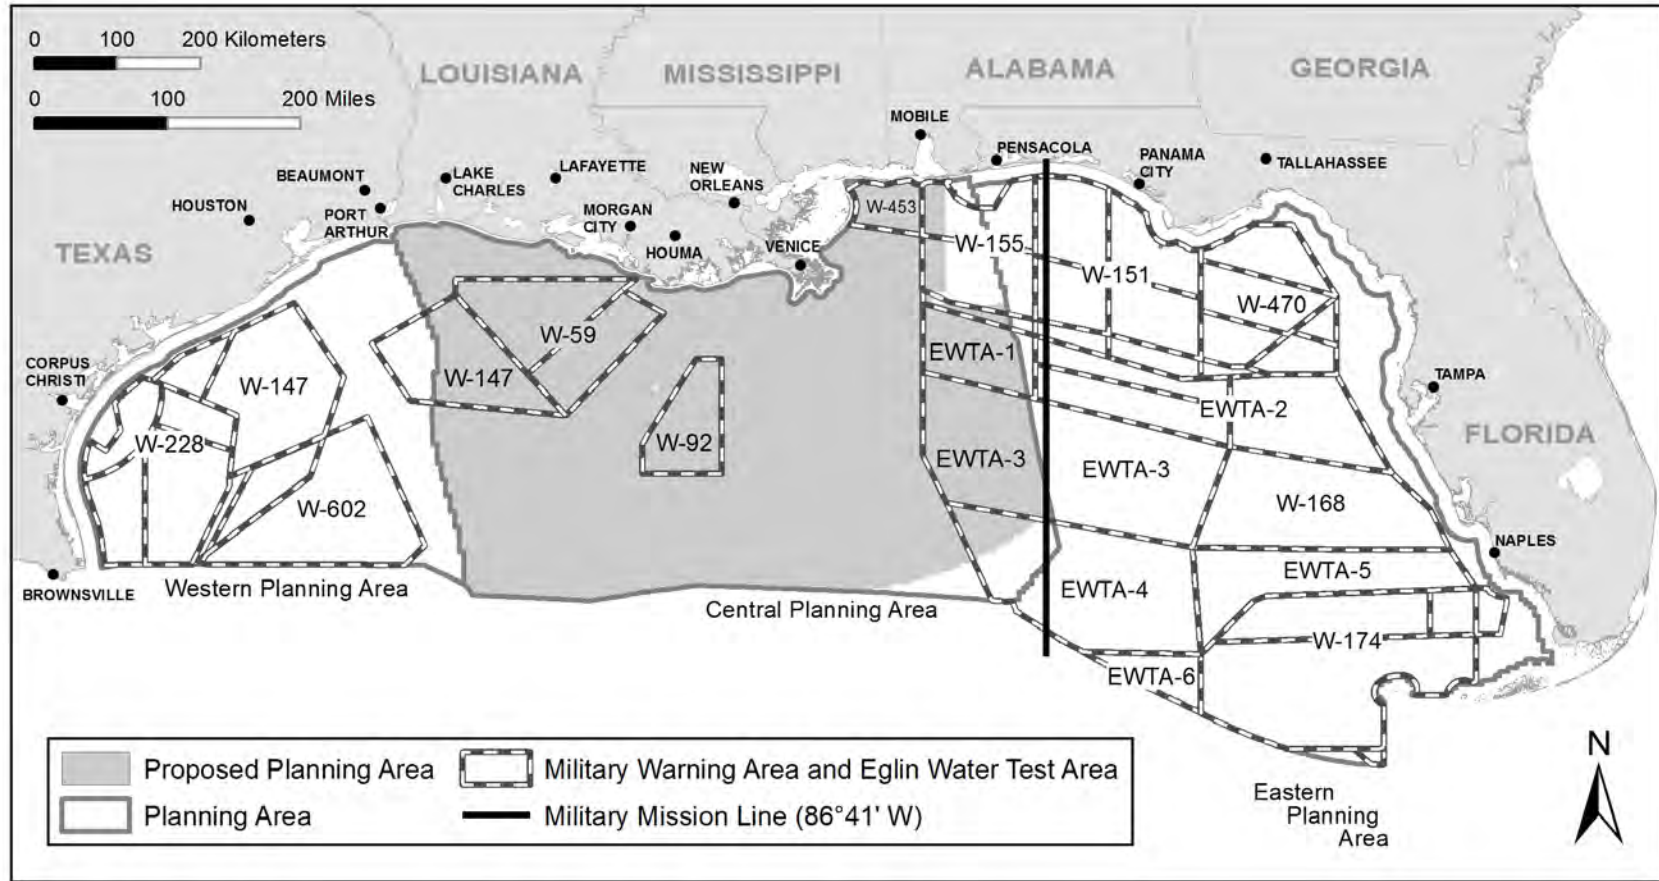 0 100 200 Kilometers
0 100 200 Miles
LOUISIANA
MISSISSIPPI
ALABAMA
GEORGIA
MOBILE
PENSACOLA
PANAMA
CITY
TALLAHASSEE
BEAUMONT
LAKE
CHARLES
LAFAYETTE
NEW
ORLEANS
HOUSTON
PORT
ARTHUR
MORGAN
CITY
HOUMA
VENICE
TEXAS
W-453
W-155
W-151
W-470
W-59
EWTA-1
CORPUS
CHRISTI
W-147
W-147
TAMPA
EWTA-2
W-228
W-92
FLORIDA
EWTA-3
EWTA-3
W-602
W-168
NAPLES
BROWNSVILLE
Western Planning Area
Central Planning Area
EWTA-4
EWTA-5
W-174
EWTA-6
Proposed Planning Area
Planning Area
Military Warning Area and Eglin Water Test Area
Military Mission Line (86°41' W)
Eastern
Planning
Area
N